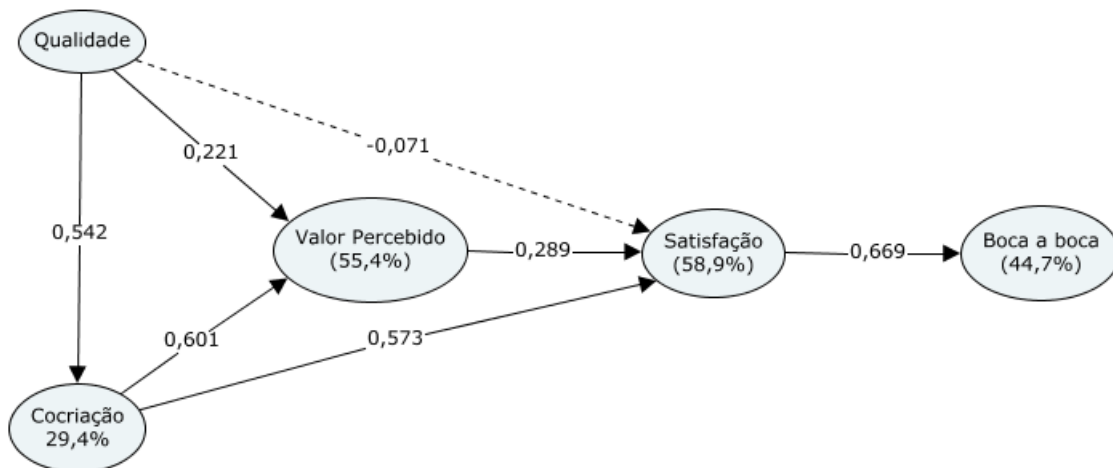 Qualidade
-0,071
0,221
0,542
Valor Percebido
(55,4%)
0,289
Satisfação
(58,9%)
0,669
Boca a boca
(44,7%)
0,601
0,573
Cocriação
29,4%